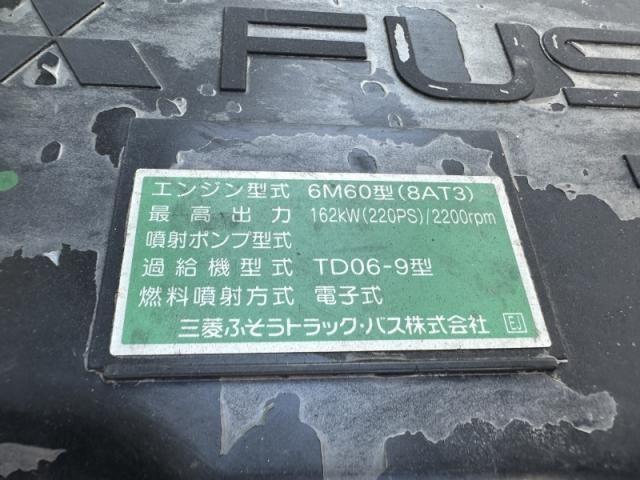 FUS
エンジン型式 6M60型(8AT3)
最高出力 162kW(220PS)/2200rpm
噴射ポンプ型式
過給機型式 TD06-9型
燃料噴射方式 電子式
三菱ふそうトラック・バス株式会社 EJ